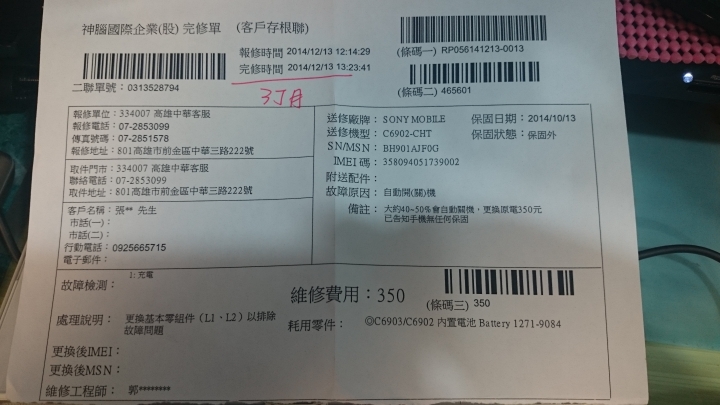 神腦國際企業(股) 完修單 (客戶存根聯)
報修時間 2014/12/13 12:14:29
完修時間 2014/12/13 13:23:41
(條碼一) RP056141213-0013
(條碼二) 465601
二聯單號：0313528794
3個月
報修單位：334007 高雄中華客服
報修電話：07-2853099
傳真號碼：07-2851578
報修地址：801高雄市前金區中華三路222號
取件門市：334007 高雄中華客服
聯絡電話：07-2853099
取件地址：801高雄市前金區中華三路222號
客戶名稱：張** 先生
市話(一)：
市話(二)：
行動電話：0925665715
電子郵件：
送修廠牌：SONY MOBILE 保固日期：2014/10/13
送修機型：C6902-CHT 保固狀態：保固外
SN/MSN：BH901AJF0G
IMEI 碼：358094051739002
附送配件：
故障原因：自動開(關)機
備註：大約40~50%會自動關機，更換原電350元
已告知手機無任何保固
1: 充電
故障檢測：
維修費用：350
(條碼三) 350
處理說明：更換基本零組件（L1、L2）以排除
故障問題
耗用零件：◎C6903/C6902 內置電池 Battery 1271-9084
更換後IMEI：
更換後MSN：
維修工程師：郭********